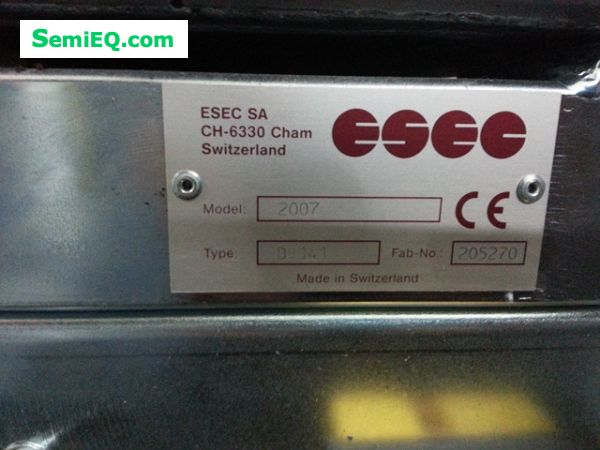 SemiEQ.com
ESEC SA
CH-6330 Cham
Switzerland
ESEC
Model: 2007
CE
Type: D-141 Fab-No.: 205270
Made in Switzerland